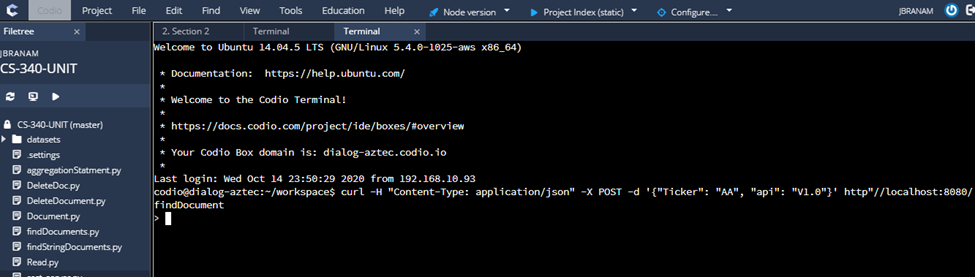 Codio Project File Edit Find View Tools Education Help Node version Project Index (static) Configure.... JBRANAM
Filetree × 2. Section 2 Terminal Terminal ×
JBRANAM
CS-340-UNIT
CS-340-UNIT (master)
datasets
.settings
aggregationStatment.py
DeleteDoc.py
DeleteDocument.py
Document.py
findDocuments.py
findStringDocuments.py
Read.py
Welcome to Ubuntu 14.04.5 LTS (GNU/Linux 5.4.0-1025-aws x86_64)
* Documentation: https://help.ubuntu.com/
*
* Welcome to the Codio Terminal!
*
* https://docs.codio.com/project/ide/boxes/#overview
*
* Your Codio Box domain is: dialog-aztec.codio.io
*
Last login: Wed Oct 14 23:50:29 2020 from 192.168.10.93
codio@dialog-aztec:~/workspace$ curl -H "Content-Type: application/json" -X POST -d '{"Ticker": "AA", "api": "V1.0"}' http"//localhost:8080/
findDocument
>